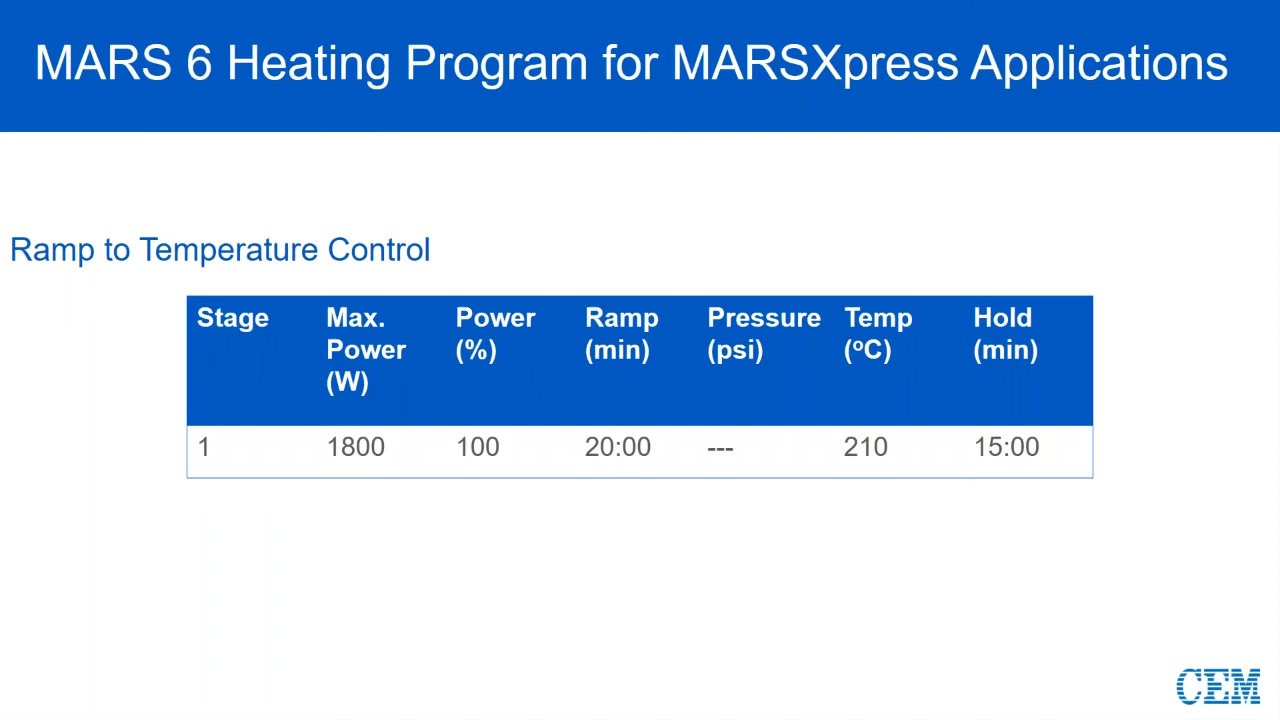 MARS 6 Heating Program for MARSXpress Applications
Ramp to Temperature Control
Stage Max. Power (W) Power (%) Ramp (min) Pressure (psi) Temp (ºC) Hold (min)
1 1800 100 20:00 --- 210 15:00
CEM